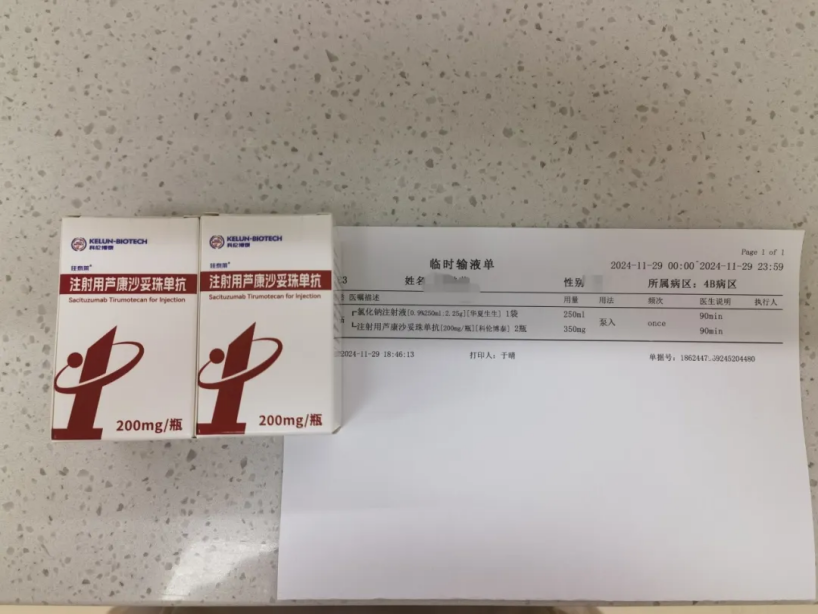 KELUN-BIOTECH
科伦博泰
佳泰莱®
注射用芦康沙妥珠单抗
Sacituzumab Tirumotecan for Injection
200mg/瓶
KELUN-BIOTECH
科伦博泰
佳泰莱®
注射用芦康沙妥珠单抗
Sacituzumab Tirumotecan for Injection
200mg/瓶
Page 1 of 1
临时输液单 2024-11-29 00:00~2024-11-29 23:59
3 姓名 性别 所属病区: 4B病区
医嘱描述 用量 用法 频次 医生说明 执行人
氯化钠注射液[0.9%250ml:2.25g][华夏生生] 1袋 250ml 90min
泵入 once
注射用芦康沙妥珠单抗[200mg/瓶][科伦博泰] 2瓶 350mg 90min
2024-11-29 18:46:13 打印人: 于晴 单据号: 1862447.39245204480